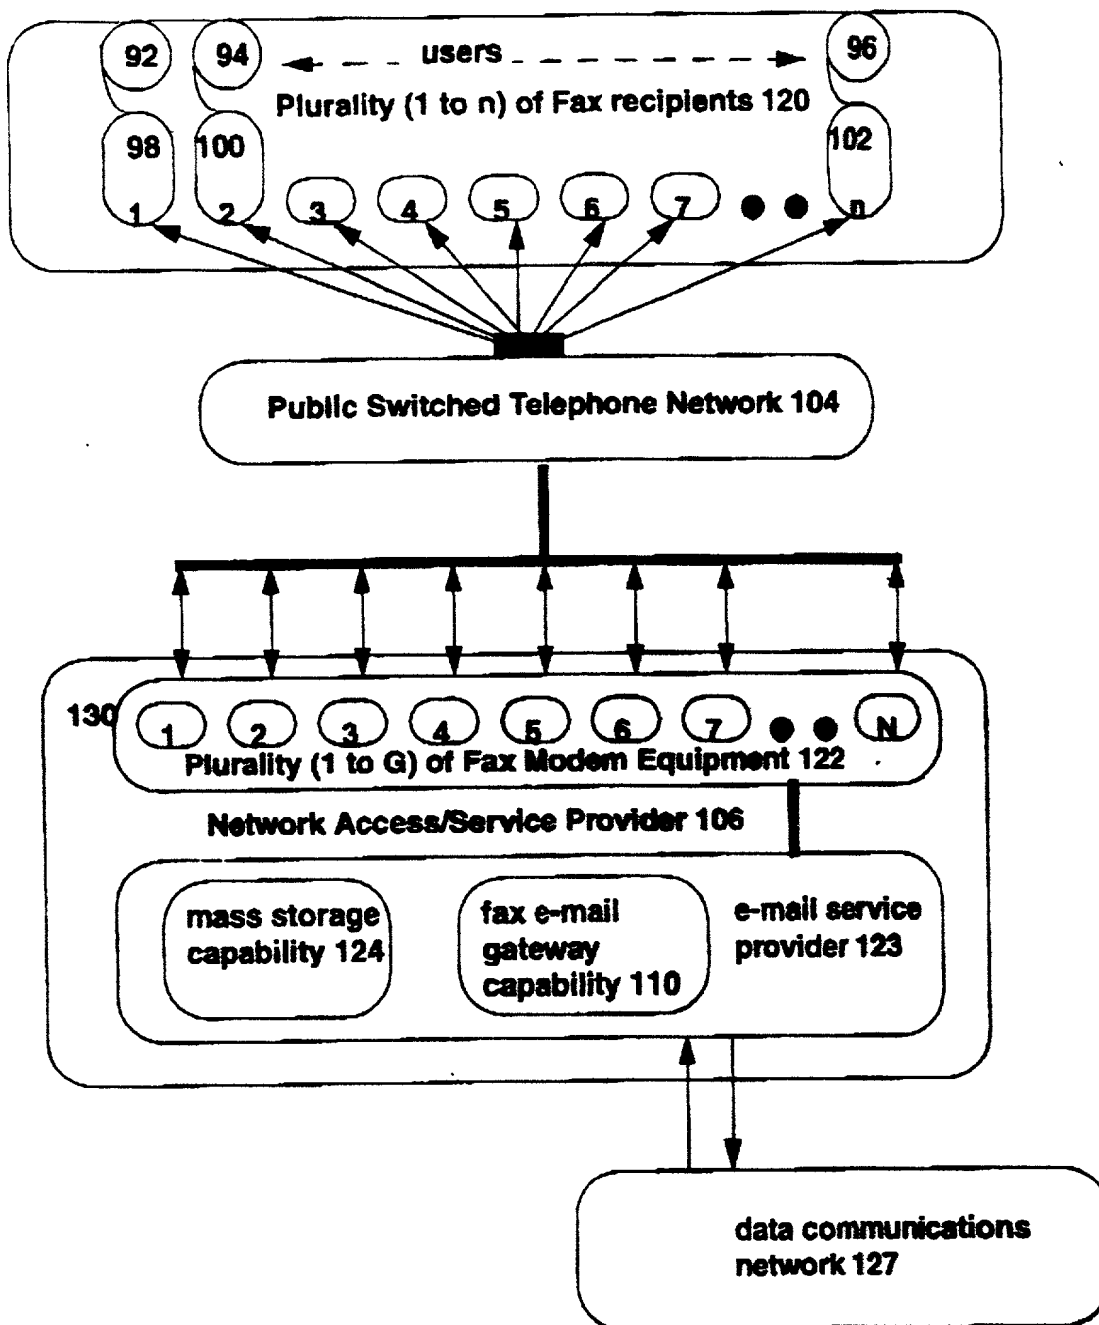 92 94 users 96
Plurality (1 to n) of Fax recipients 120
98 100 102
1 2 3 4 5 6 7 n
Public Switched Telephone Network 104
130
1 2 3 4 5 6 7 N
Plurality (1 to G) of Fax Modem Equipment 122
Network Access/Service Provider 106
mass storage
capability 124
fax e-mail
gateway
capability 110
e-mail service
provider 123
data communications
network 127